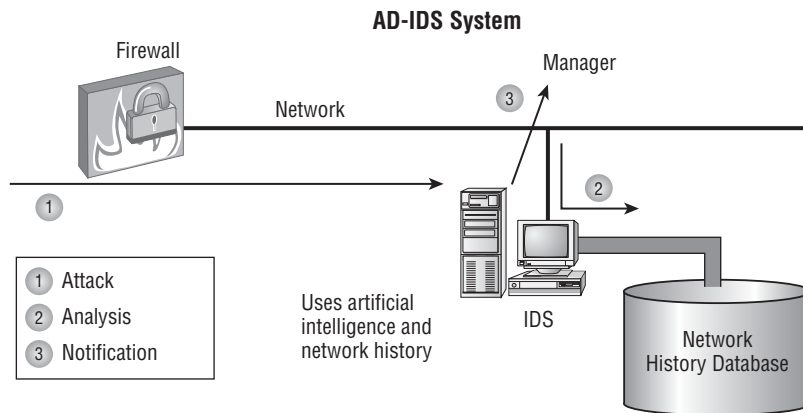 AD-IDS System
Firewall
Manager
3
Network
2
1
1 Attack
2 Analysis
3 Notification
Uses artificial
intelligence and
network history
IDS
Network
History Database